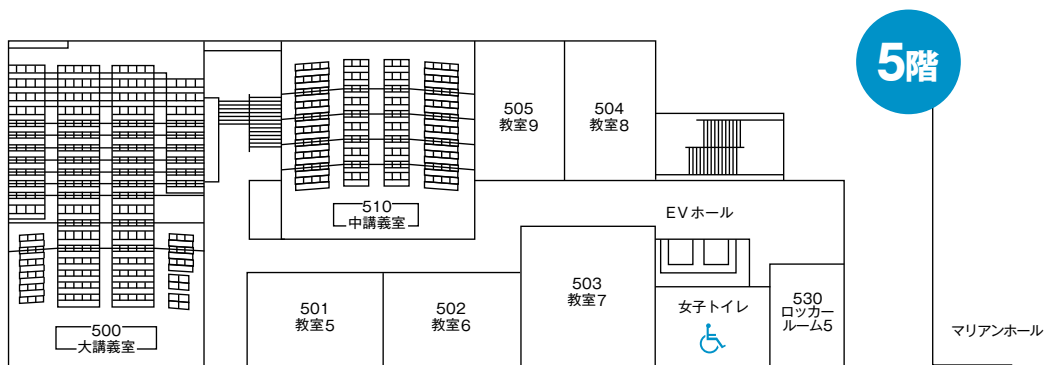 5階
505
教室9
504
教室8
510
中講義室
EVホール
503
教室7
501
教室5
502
教室6
女子トイレ
530
ロッカー
ルーム5
500
大講義室
マリアンホール